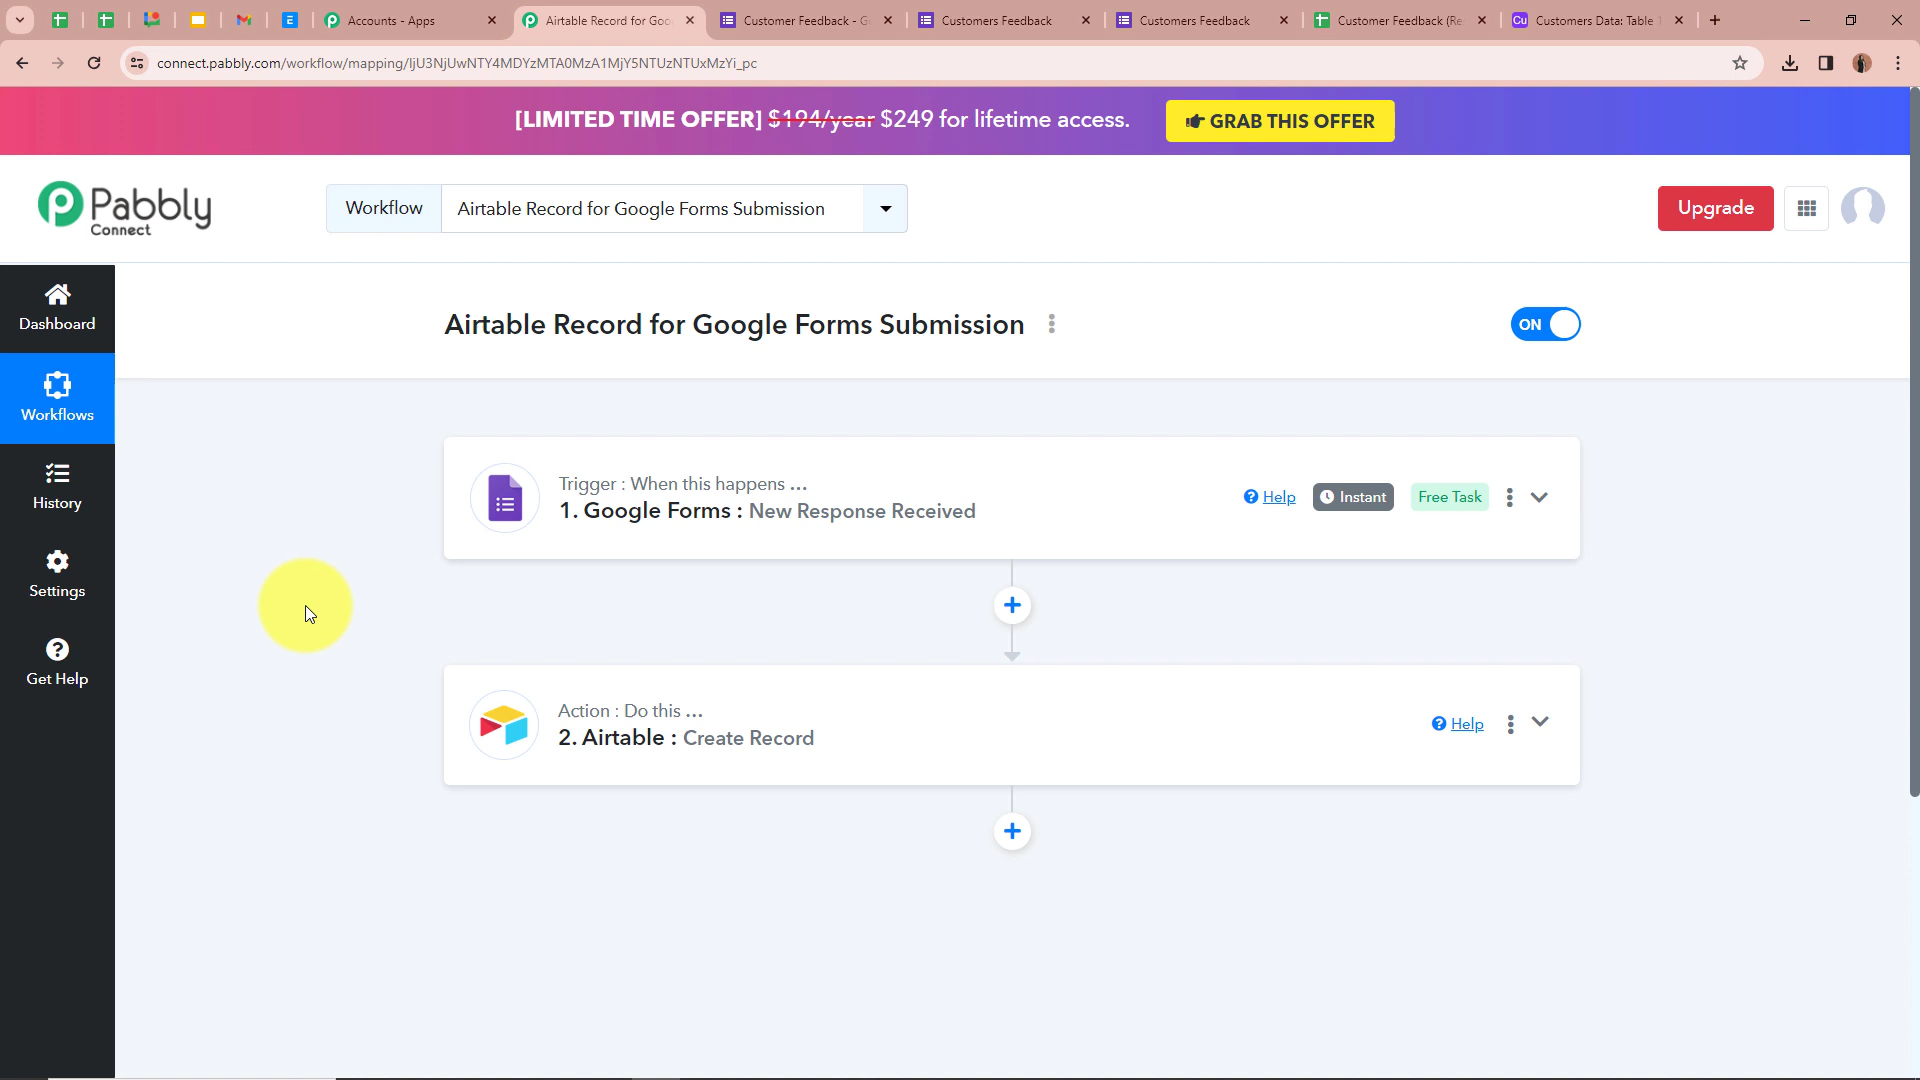 Accounts - Apps
Airtable Record for Goo
Customer Feedback - G
Customers Feedback
Customers Feedback
Customer Feedback (Re
Customers Data: Table
connect.pabbly.com/workflow/mapping/IjU3NjUwNTY4MDYzMTA0MzA1MjY5NTUzNTUxMzYi_pc
[LIMITED TIME OFFER] $194/year $249 for lifetime access.
GRAB THIS OFFER
Pabbly
Connect
Workflow
Airtable Record for Google Forms Submission
Upgrade
Dashboard
Workflows
History
Settings
Get Help
Airtable Record for Google Forms Submission
ON
Trigger : When this happens ...
1. Google Forms : New Response Received
Help
Instant
Free Task
Action : Do this ...
2. Airtable : Create Record
Help